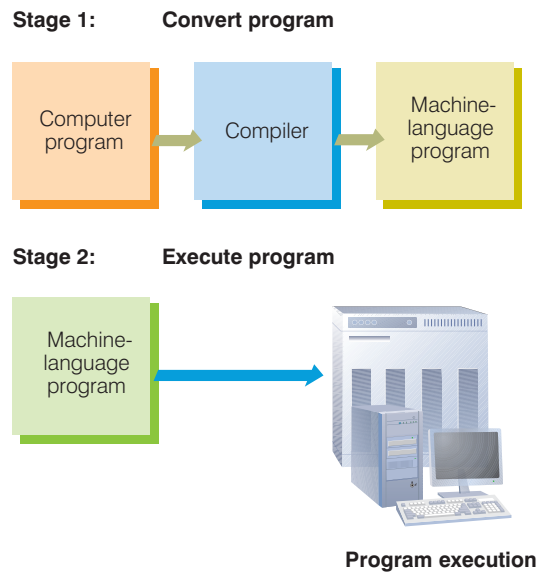 Stage 1: Convert program
Computer
program
Compiler
Machine-
language
program
Stage 2: Execute program
Machine-
language
program
Program execution